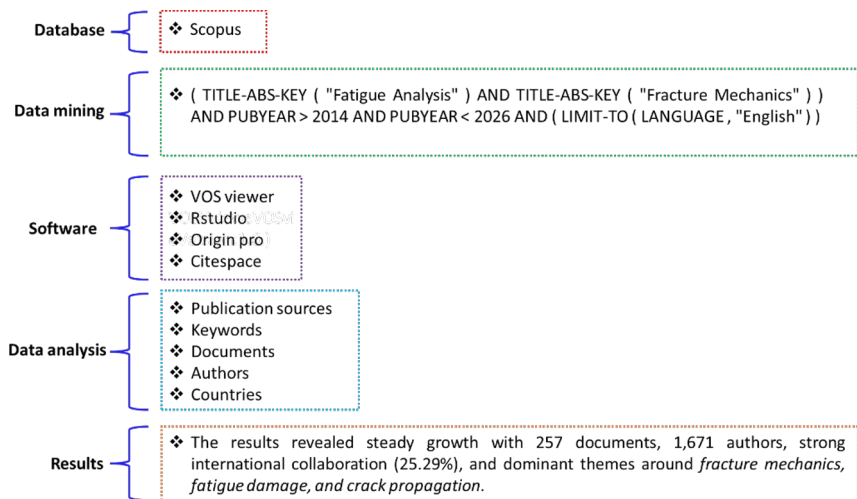 Database
❖ Scopus
Data mining
❖ ( TITLE-ABS-KEY ( "Fatigue Analysis" ) AND TITLE-ABS-KEY ( "Fracture Mechanics" ) )
AND PUBYEAR > 2014 AND PUBYEAR < 2026 AND ( LIMIT-TO ( LANGUAGE , "English" ) )
Software
❖ VOS viewer
❖ Rstudio
❖ Origin pro
❖ Citespace
Data analysis
❖ Publication sources
❖ Keywords
❖ Documents
❖ Authors
❖ Countries
Results
❖ The results revealed steady growth with 257 documents, 1,671 authors, strong
international collaboration (25.29%), and dominant themes around fracture mechanics,
fatigue damage, and crack propagation.